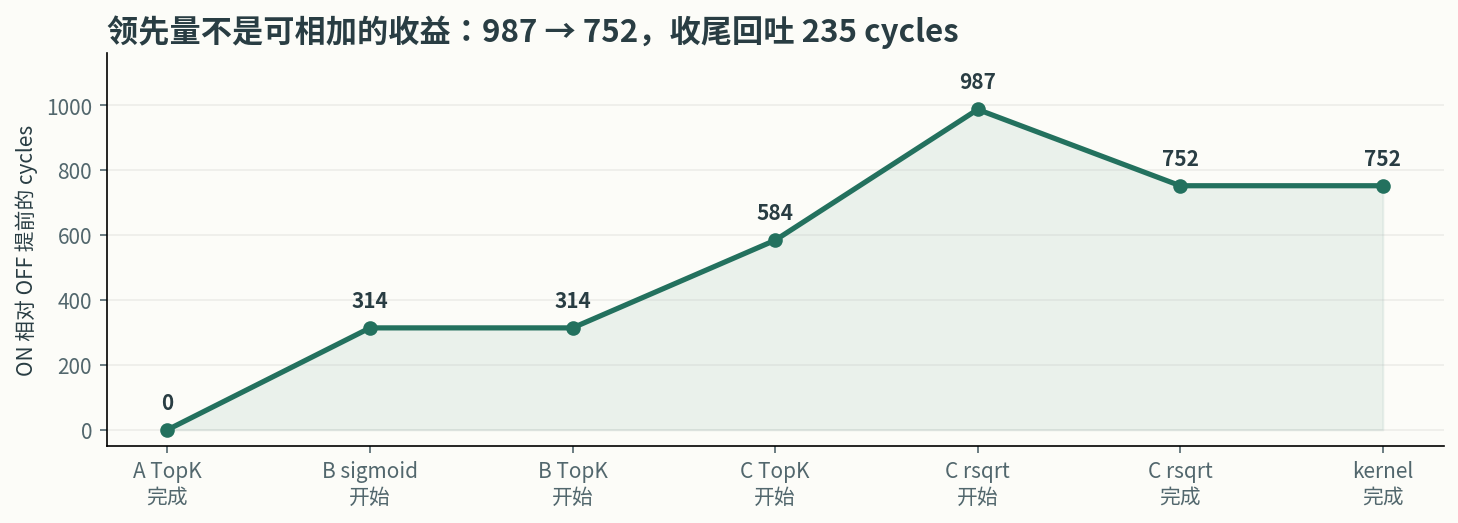 领先量不是可相加的收益：987 → 752，收尾回吐 235 cycles
ON 相对 OFF 提前的 cycles
1000
800
600
400
200
0
0
314
314
584
987
752
752
A TopK
完成
B sigmoid
开始
B TopK
开始
C TopK
开始
C rsqrt
开始
C rsqrt
完成
kernel
完成